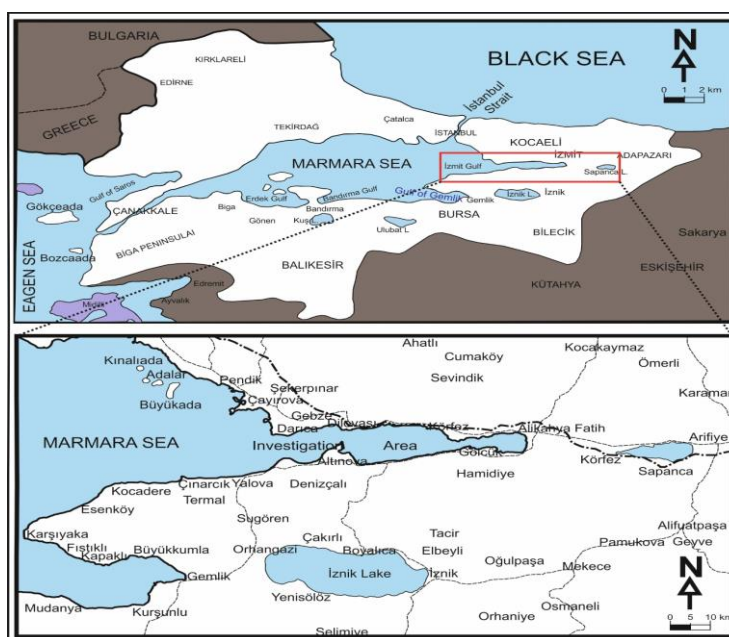 BULGARIA
BLACK SEA
N
KIRKLARELİ
EDİRNE
0 1 2 km
GREECE
İstanbul
Strait
Çatalca
TEKİRDAĞ
İSTANBUL
KOCAELİ
MARMARA SEA
İZMİT
ADAPAZARI
İzmit Gulf
Sapanca L.
Gulf of Saros
Gökçeada
ÇANAKKALE
Erdek Gulf
Bandırma Gulf
Gulf of Gemlik
Gemlik
İznik L.
İznik
Biga
Bandırma
Gönen
Kuş
BURSA
Ulubat L
BİLECİK
Sakarya
Bozcaada
EAGEN SEA
BİGA PENINSULAI
BALIKESİR
ESKİŞEHİR
KÜTAHYA
Edremit
Ayvalık
Ahatlı
Kocakaymaz
Kınalıada
Cumaköy
Ömerli
Adalar
Pendik
Sevindik
Büyükada
Şekerpınar
Karaman
Çayırova
Gebze
Darıca
Dilovası
Körfez
Alikahya Fatih
MARMARA SEA
Investigation
Area
Arifiye
Altınova
Gölcük
Körfez
Hamidiye
Sapanca
Çınarcık
Yalova
Denizçalı
Kocadere
Termal
Esenköy
Sugören
Alifuatpaşa
Karşıyaka
Çakırlı
Tacir
Fıstıklı
Büyükkumla
Orhangazi
Boyalıca
Elbeyli
Pamukova
Geyve
Kapaklı
Oğulpaşa
Gemlik
İznik Lake
İznik
Mekece
N
Mudanya
Kurşunlu
Yenisölöz
Osmaneli
Orhaniye
0 5 10 km
Selimiye